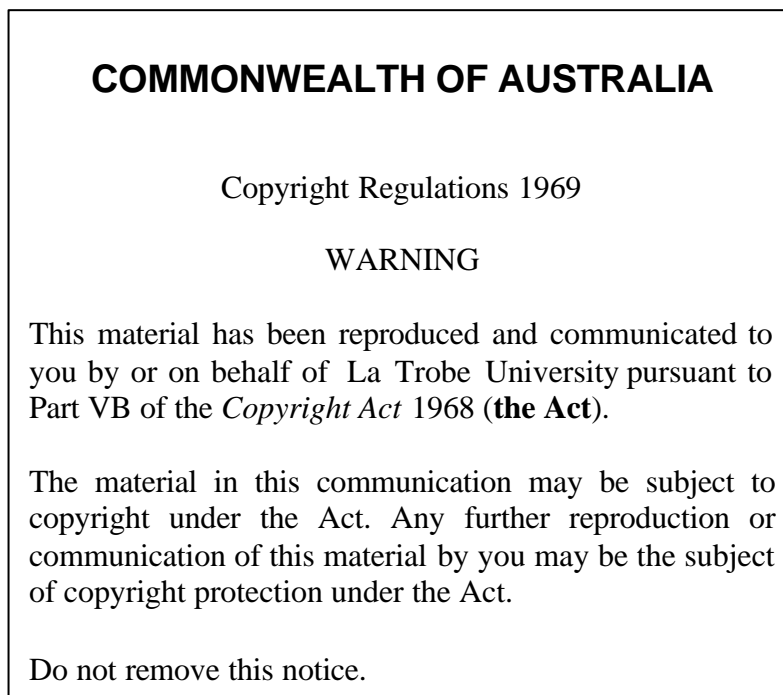 COMMONWEALTH OF AUSTRALIA
Copyright Regulations 1969
WARNING
This material has been reproduced and communicated to
you by or on behalf of La Trobe University pursuant to
Part VB of the Copyright Act 1968 (the Act).
The material in this communication may be subject to
copyright under the Act. Any further reproduction or
communication of this material by you may be the subject
of copyright protection under the Act.
Do not remove this notice.